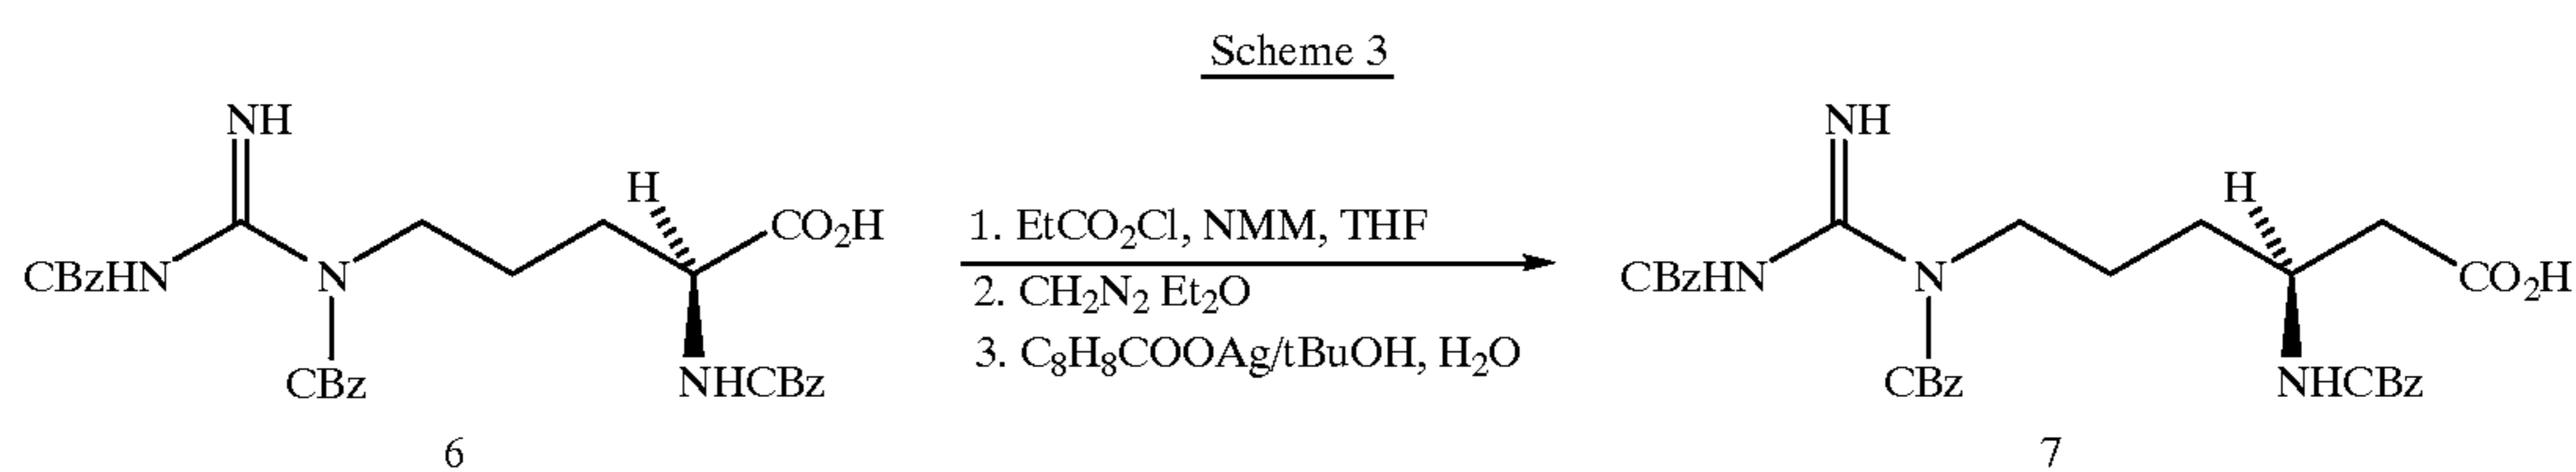 Scheme 3
NH
H
CO₂H
CBzHN
N
CBz
NHCBz
6
1. EtCO₂Cl, NMM, THF
2. CH₂N₂ Et₂O
3. C₈H₈COOAg/tBuOH, H₂O
NH
H
CBzHN
N
CO₂H
CBz
NHCBz
7